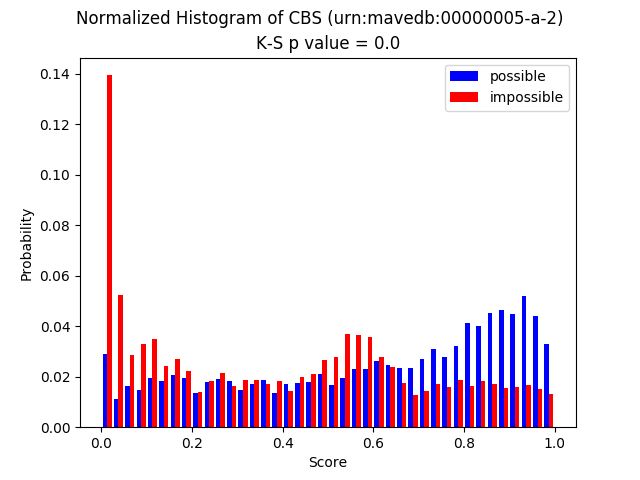 Normalized Histogram of CBS (urn:mavedb:00000005-a-2)
K-S p value = 0.0
possible
impossible
0.14
0.12
0.10
0.08
0.06
0.04
0.02
0.00
Probability
0.0 0.2 0.4 0.6 0.8 1.0
Score